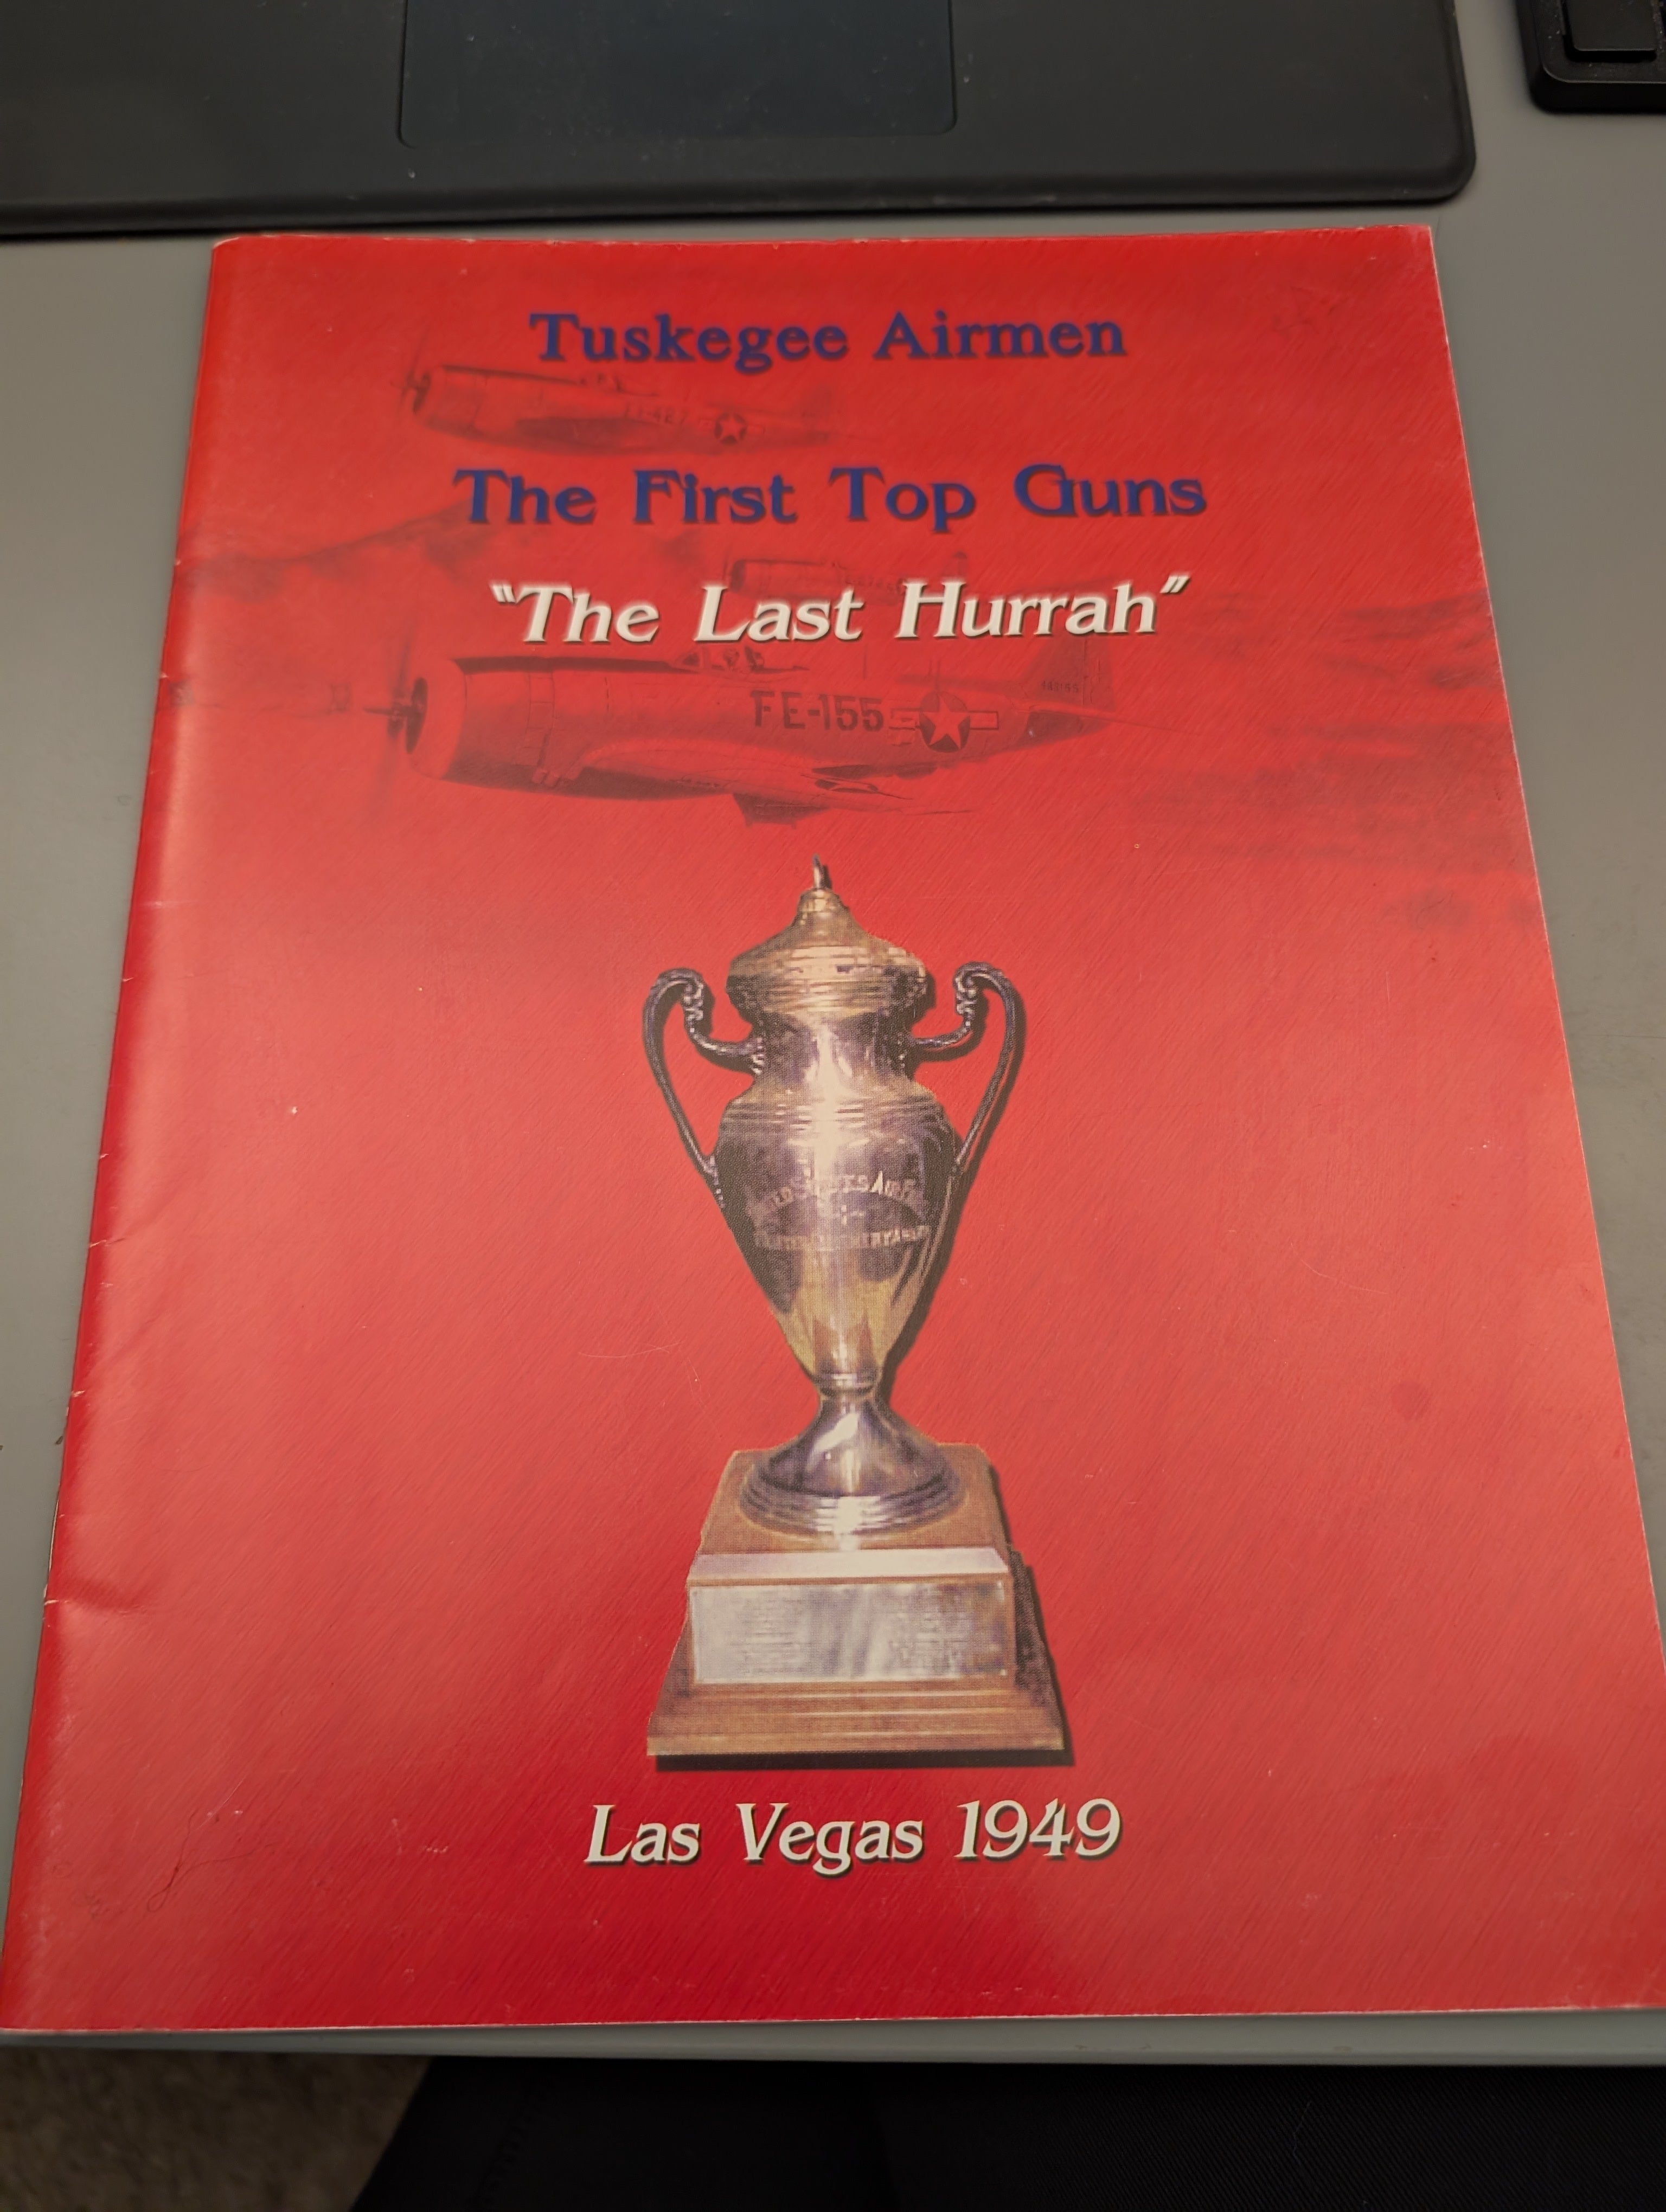 Tuskegee Airmen
The First Top Guns
"The Last Hurrah"
FE-155
Las Vegas 1949